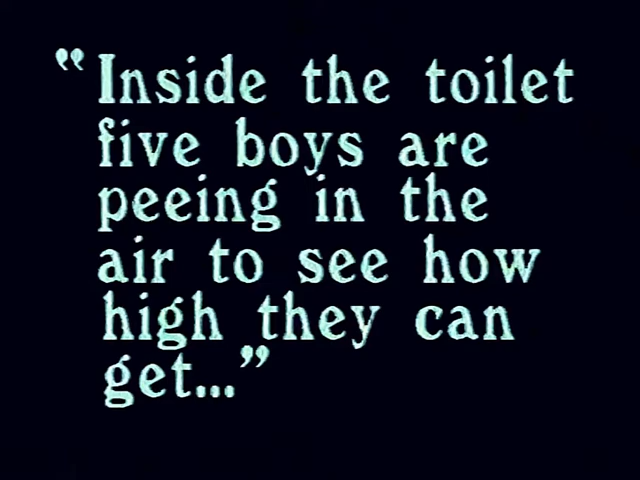 “Inside the toilet
five boys are
peeing in the
air to see how
high they can
get...”